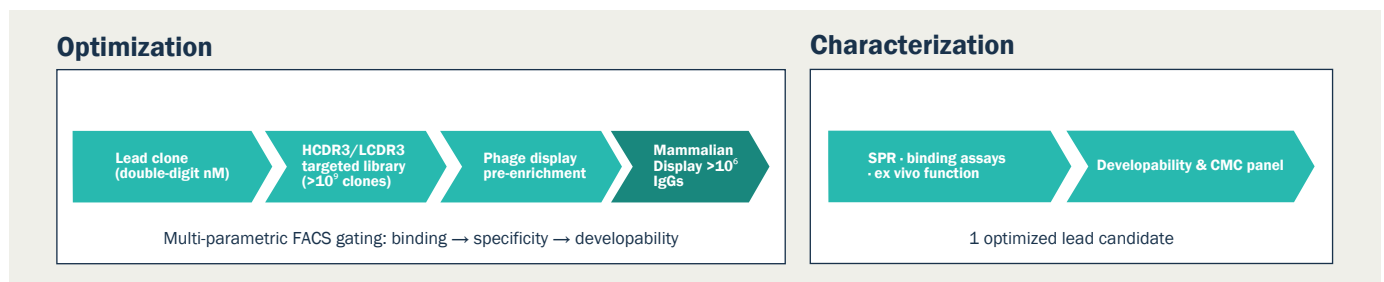 Optimization
Lead clone
(double-digit nM)
HCDR3/LCDR3
targeted library
(>10⁹ clones)
Phage display
pre-enrichment
Mammalian
Display >10⁶
IgGs
Multi-parametric FACS gating: binding → specificity → developability
Characterization
SPR · binding assays
· ex vivo function
Developability & CMC panel
1 optimized lead candidate